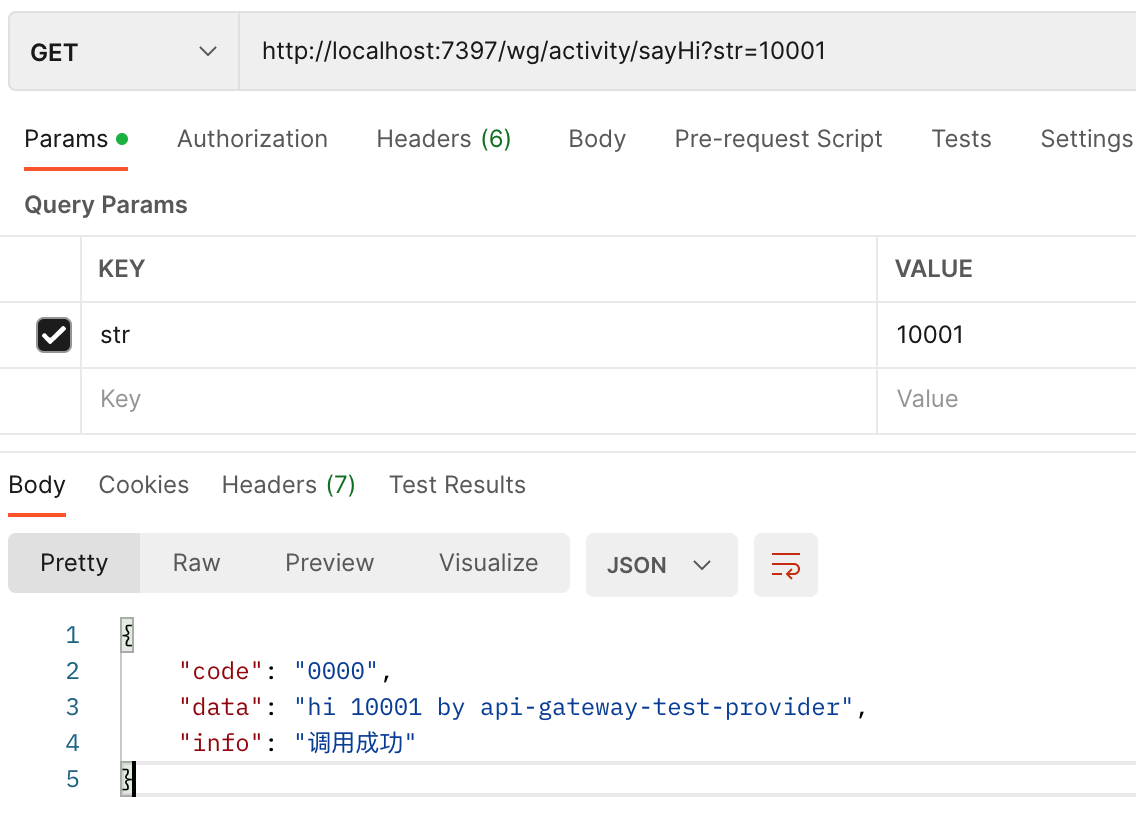 GET http://localhost:7397/wg/activity/sayHi?str=10001
Params Authorization Headers (6) Body Pre-request Script Tests Settings
Query Params
KEY VALUE
str 10001
Key Value
Body Cookies Headers (7) Test Results
Pretty Raw Preview Visualize JSON
1 {
2 "code": "0000",
3 "data": "hi 10001 by api-gateway-test-provider",
4 "info": "调用成功"
5 }